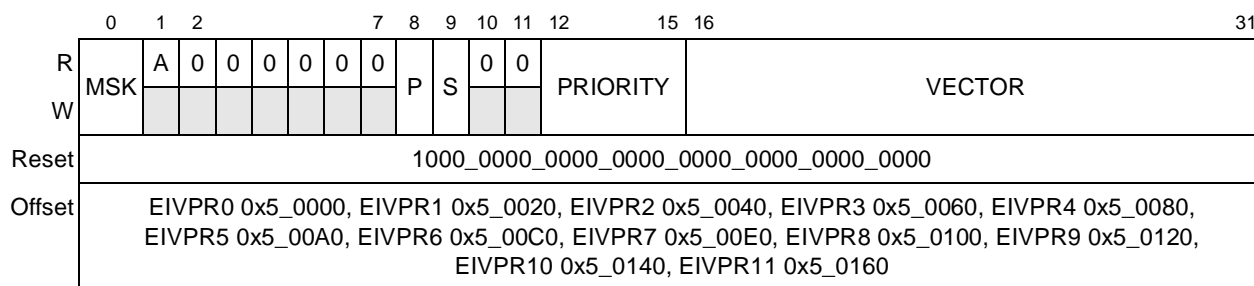 0 1 2 7 8 9 10 11 12 15 16 31
R MSK A 0 0 0 0 0 0 P S 0 0 PRIORITY VECTOR
W
Reset 1000_0000_0000_0000_0000_0000_0000_0000
Offset EIVPR0 0x5_0000, EIVPR1 0x5_0020, EIVPR2 0x5_0040, EIVPR3 0x5_0060, EIVPR4 0x5_0080,
EIVPR5 0x5_00A0, EIVPR6 0x5_00C0, EIVPR7 0x5_00E0, EIVPR8 0x5_0100, EIVPR9 0x5_0120,
EIVPR10 0x5_0140, EIVPR11 0x5_0160